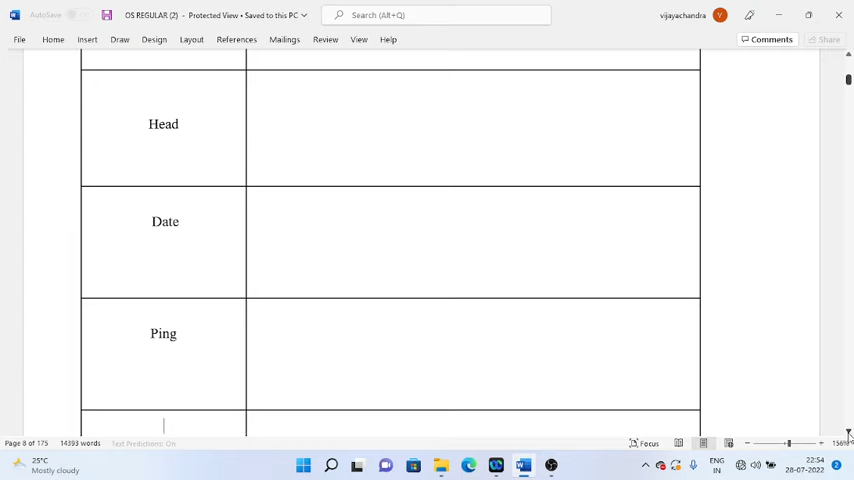 AutoSave
OS REGULAR (2) - Protected View • Saved to this PC
Search (Alt+Q)
vijayachandra
V
File Home Insert Draw Design Layout References Mailings Review View Help
Comments
Share
Head
Date
Ping
Page 8 of 175 14393 words Text Predictions: On
Focus
156%
25°C
Mostly cloudy
ENG
IN
22:54
28-07-2022
2